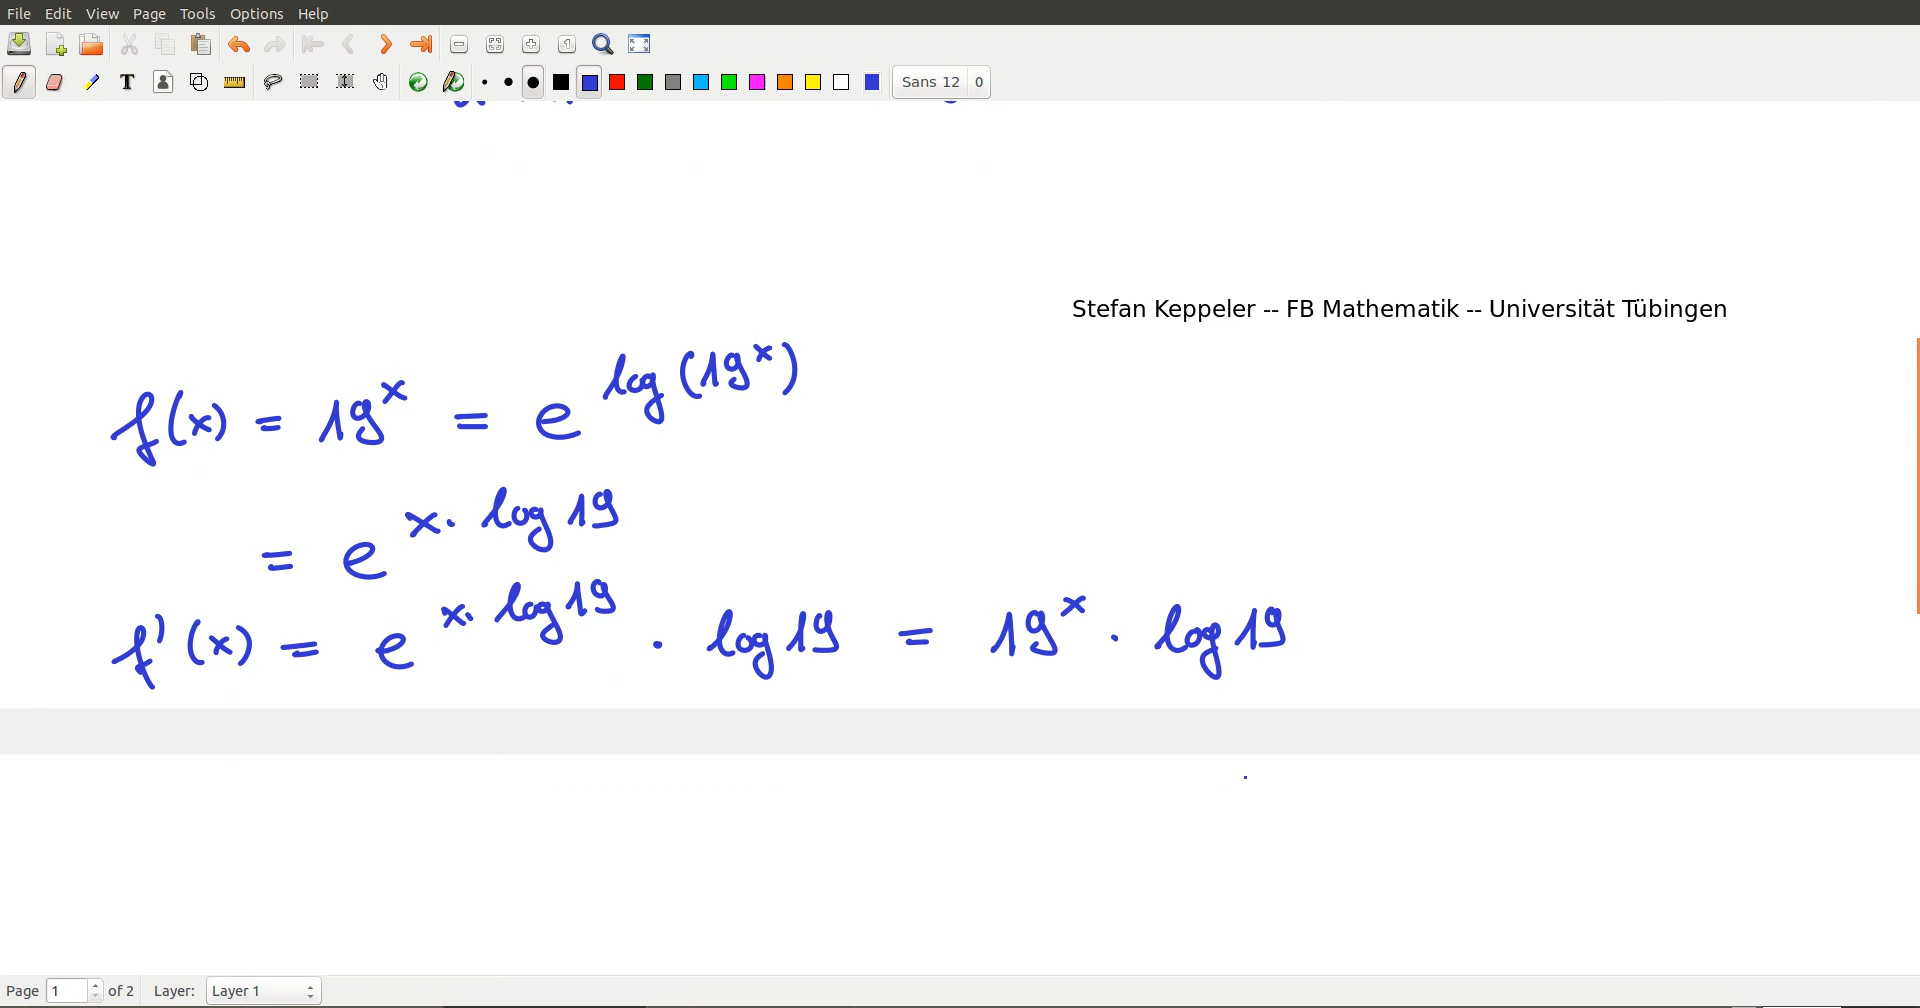 File Edit View Page Tools Options Help
Sans 12 0
Stefan Keppeler -- FB Mathematik -- Universität Tübingen
f(x) = 19^x = e^{log(19^x)}
= e^{x· log 19}
f'(x) = e^{x· log 19} · log 19 = 19^x · log 19
Page 1 of 2 Layer: Layer 1